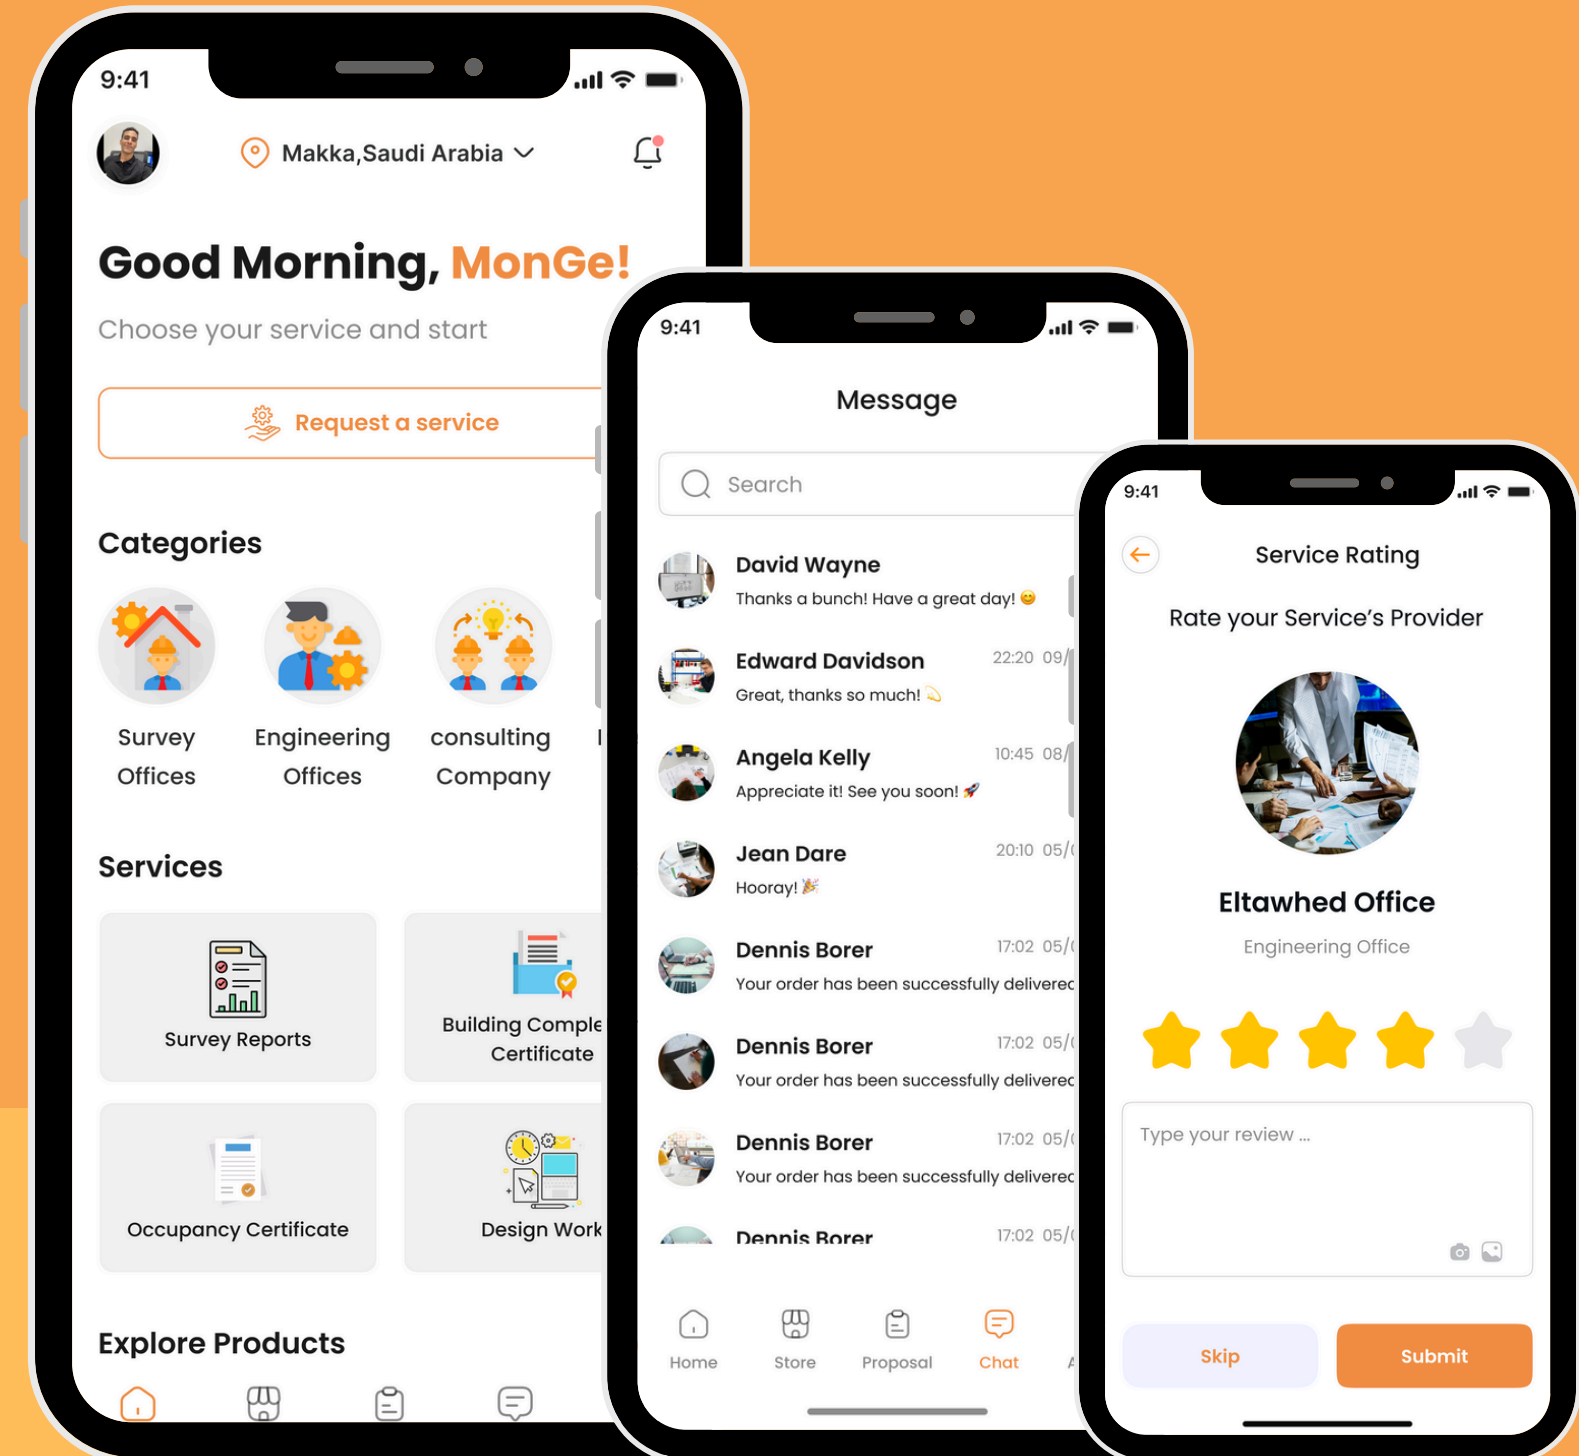 9:41
Makka,Saudi Arabia
Good Morning, MonGe!
Choose your service and start
Request a service
Categories
Survey
Offices
Engineering
Offices
consulting
Company
Services
Survey Reports
Building Comple
Certificate
Occupancy Certificate
Design Work
Explore Products
9:41
Message
Search
David Wayne
Thanks a bunch! Have a great day! 😊
Edward Davidson 22:20 09/
Great, thanks so much! 💫
Angela Kelly 10:45 08/
Appreciate it! See you soon! 🚀
Jean Dare 20:10 05/
Hooray! 🎉
Dennis Borer 17:02 05/
Your order has been successfully delivered
Dennis Borer 17:02 05/
Your order has been successfully delivered
Dennis Borer 17:02 05/
Your order has been successfully delivered
Dennis Borer 17:02 05/
Home
Store
Proposal
Chat
9:41
Service Rating
Rate your Service’s Provider
Eltawhed Office
Engineering Office
Type your review ...
Skip
Submit